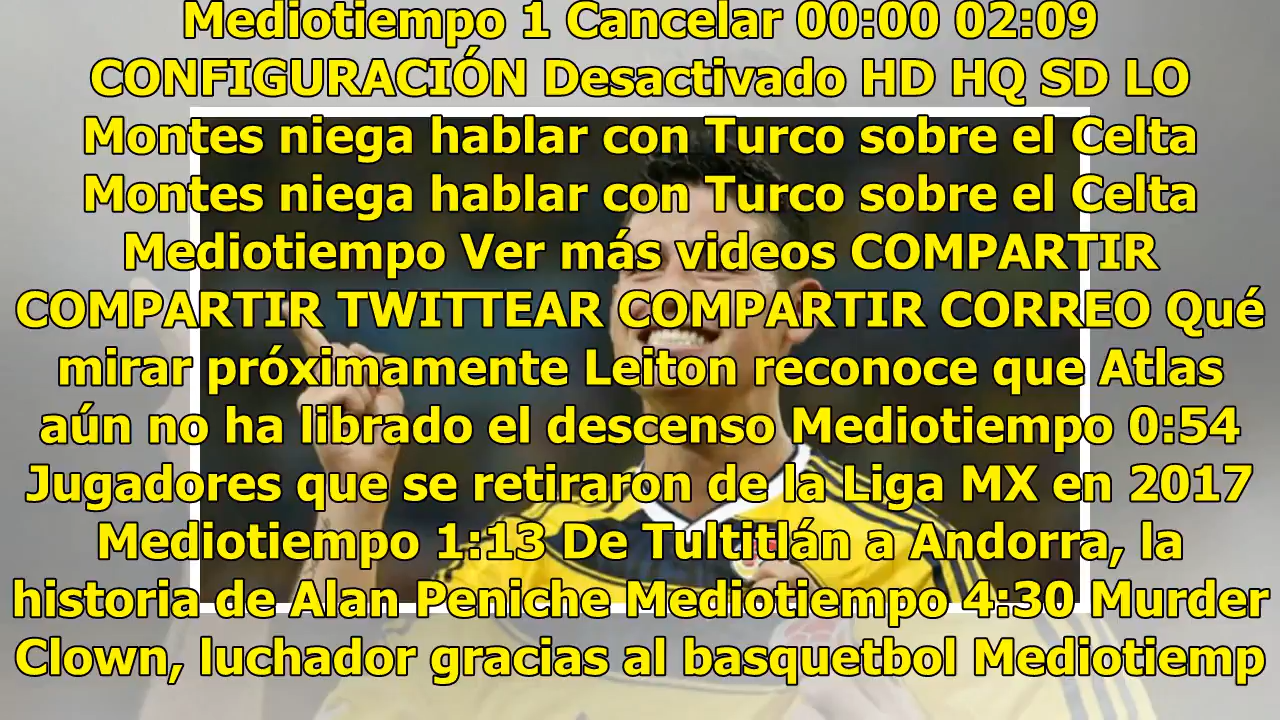 Mediotiempo 1 Cancelar 00:00 02:09
CONFIGURACIÓN Desactivado HD HQ SD LO
Montes niega hablar con Turco sobre el Celta
Montes niega hablar con Turco sobre el Celta
Mediotiempo Ver más videos COMPARTIR
COMPARTIR TWITTEAR COMPARTIR CORREO Qué
mirar próximamente Leiton reconoce que Atlas
aún no ha librado el descenso Mediotiempo 0:54
Jugadores que se retiraron de la Liga MX en 2017
Mediotiempo 1:13 De Tultitlán a Andorra, la
historia de Alan Peniche Mediotiempo 4:30 Murder
Clown, luchador gracias al basquetbol Mediotiemp